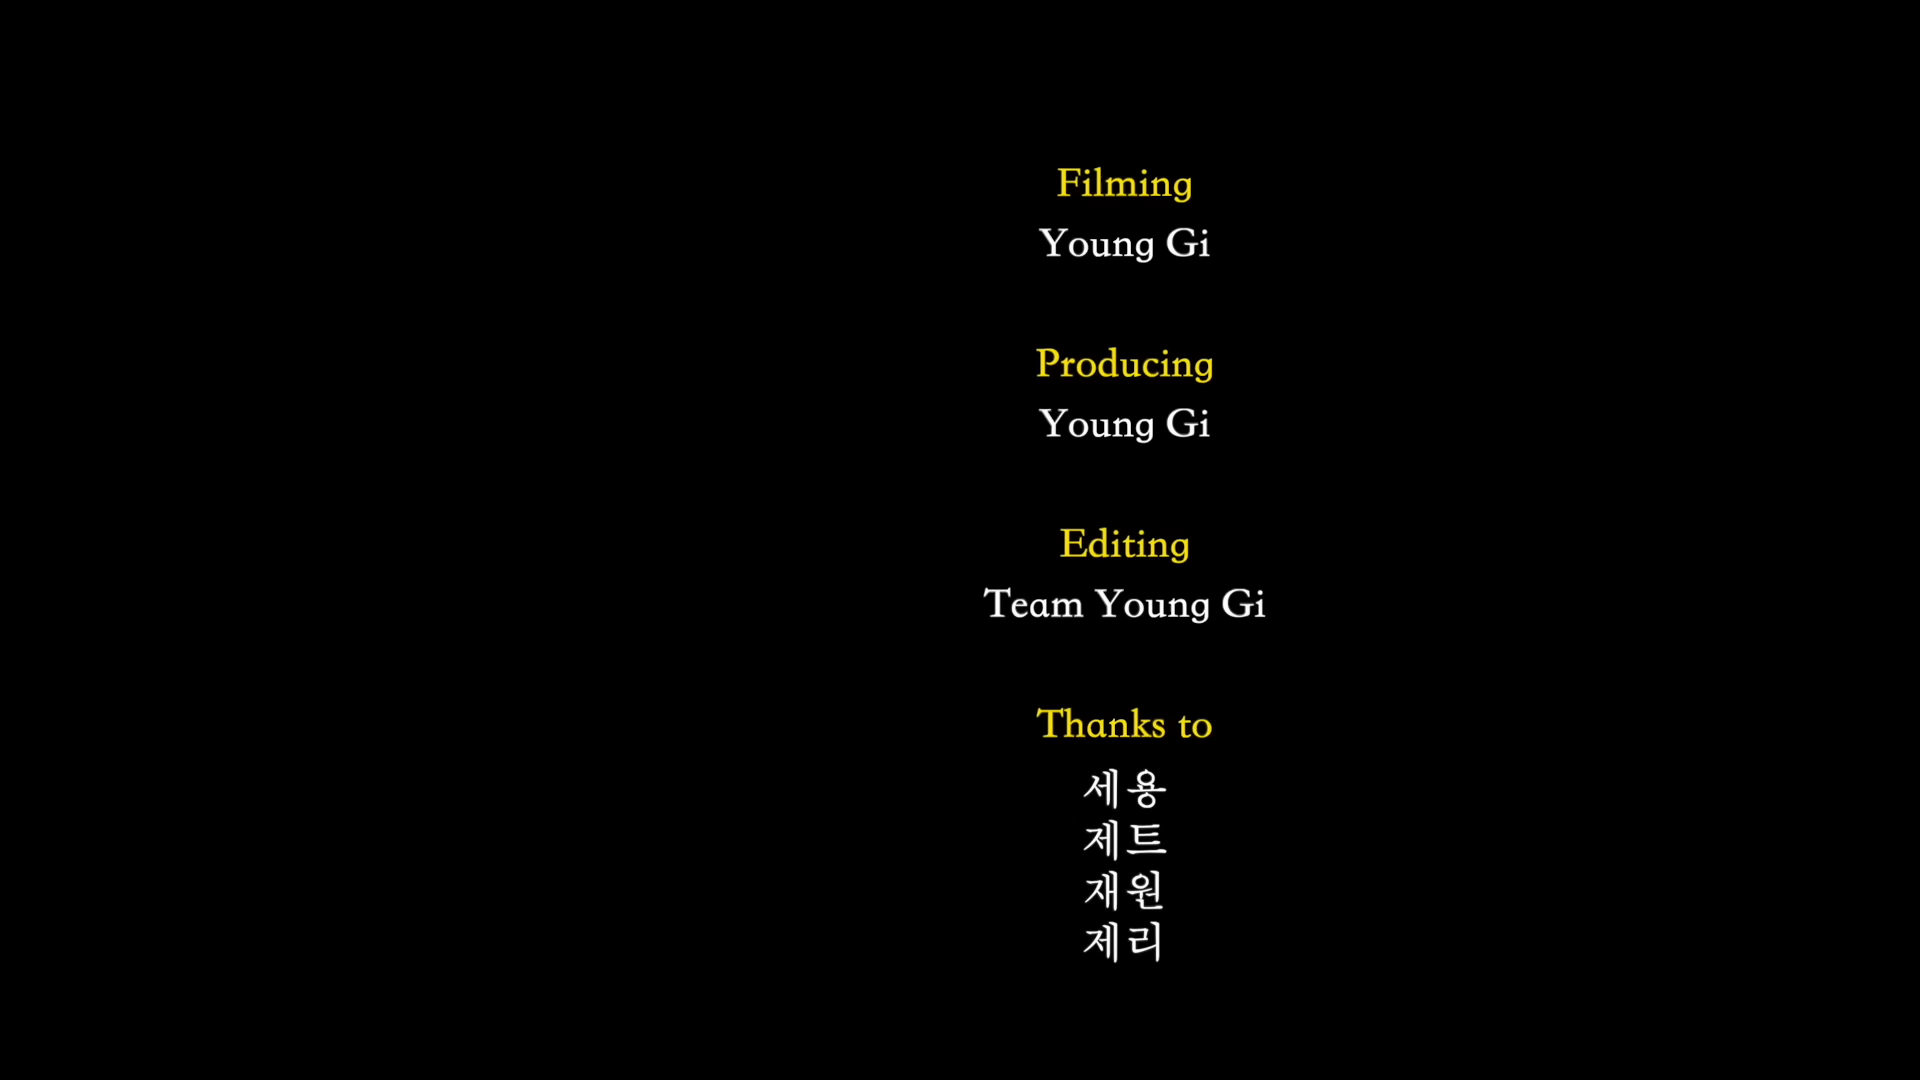 Filming
Young Gi
Producing
Young Gi
Editing
Team Young Gi
Thanks to
세용
제트
재원
제리